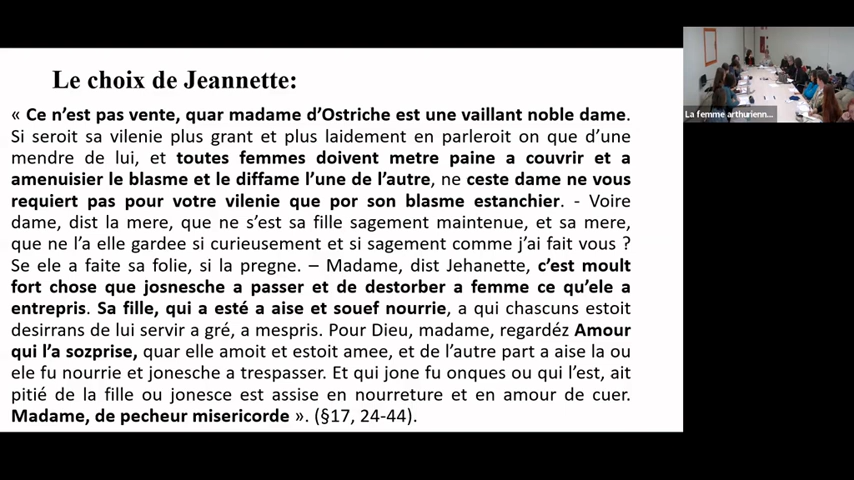 Le choix de Jeannette:
« Ce n’est pas vente, quar madame d’Ostriche est une vaillant noble dame.
Si seroit sa vilenie plus grant et plus laidement en parleroit on que d’une
mendre de lui, et toutes femmes doivent metre paine a couvrir et a
amenuisier le blasme et le diffame l’une de l’autre, ne ceste dame ne vous
requiert pas pour votre vilenie que por son blasme estanchier. - Voire
dame, dist la mere, que ne s’est sa fille sagement maintenue, et sa mere,
que ne l’a elle gardee si curieusement et si sagement comme j’ai fait vous ?
Se ele a faite sa folie, si la pregne. – Madame, dist Jehanette, c’est moult
fort chose que josnesche a passer et de destorber a femme ce qu’ele a
entrepris. Sa fille, qui a esté a aise et souef nourrie, a qui chascuns estoit
desirrans de lui servir a gré, a mespris. Pour Dieu, madame, regardéz Amour
qui l’a sozprise, quar elle amoit et estoit amee, et de l’autre part a aise la ou
ele fu nourrie et jonesche a trespasser. Et qui jone fu onques ou qui l’est, ait
pitié de la fille ou jonesce est assise en nourreture et en amour de cuer.
Madame, de pecheur misericorde ». (§17, 24-44).
La femme arthurienn...